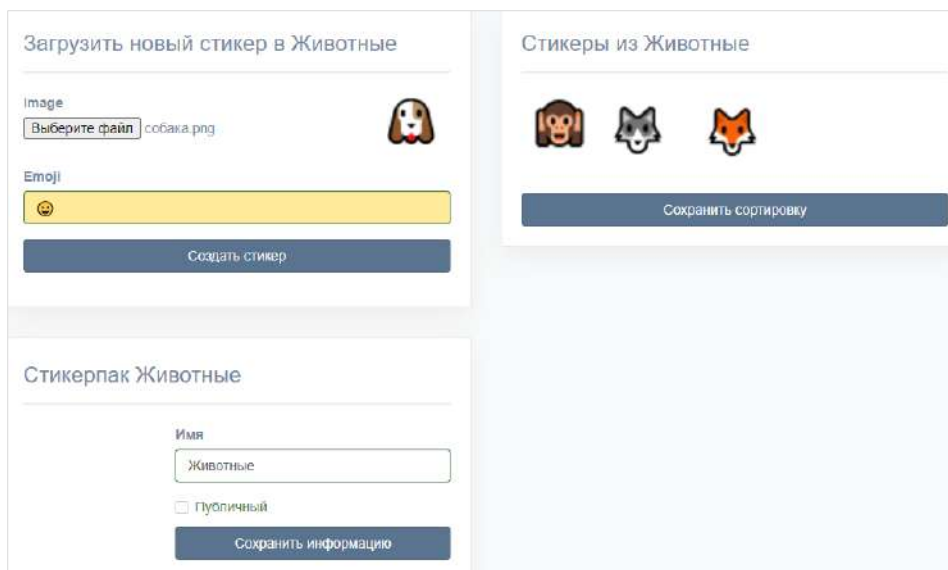 Загрузить новый стикер в Животные
Image
Выберите файл собака.png
Emoji
😀
Создать стикер
Стикеры из Животные
Сохранить сортировку
Стикерпак Животные
Имя
Животные
Публичный
Сохранить информацию